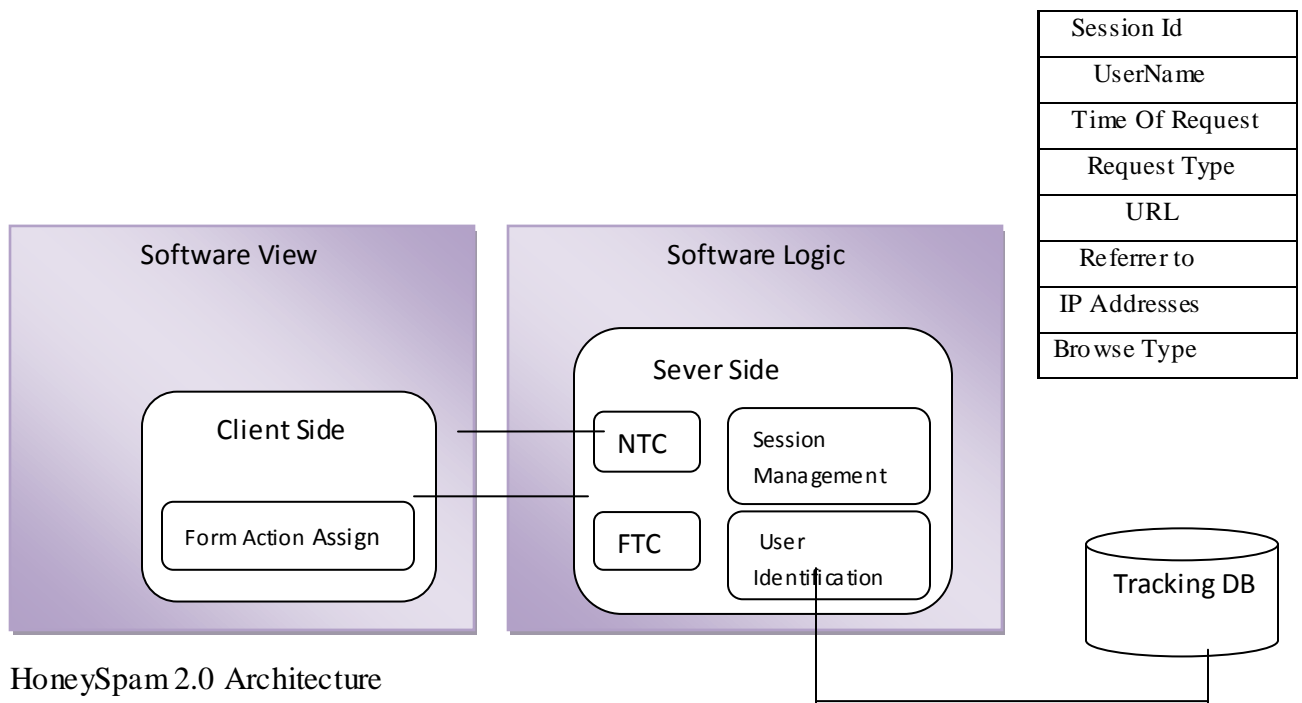 Session Id
UserName
Time Of Request
Request Type
URL
Referrer to
IP Addresses
Browse Type
Software View
Software Logic
Client Side
Form Action Assign
Sever Side
NTC
Session
Management
FTC
User
Identification
Tracking DB
HoneySpam 2.0 Architecture